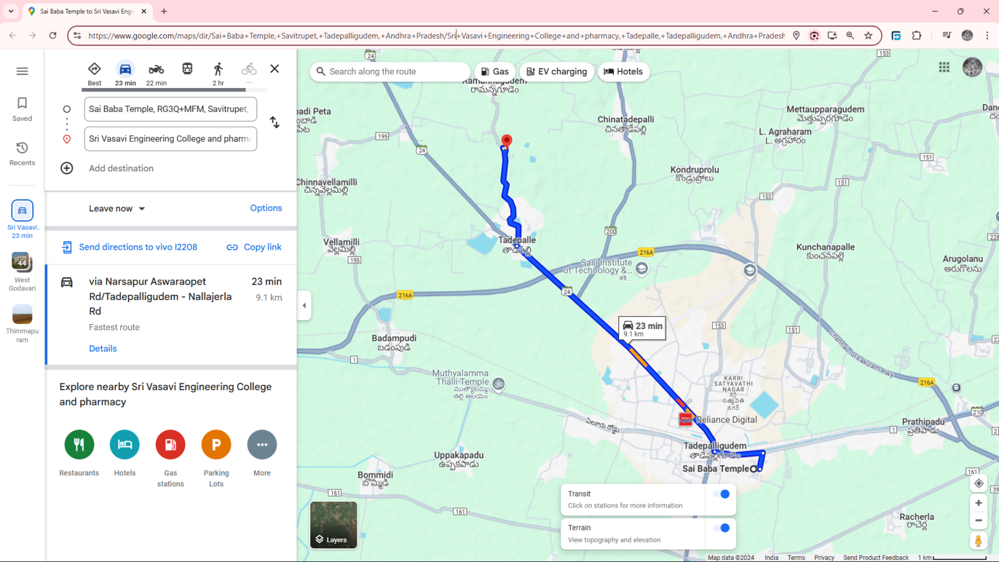 Sai Baba Temple to Sri Vasavi Engi
https://www.google.com/maps/dir/Sai+Baba+Temple,+Savitrupet,+Tadepalligudem,+Andhra+Pradesh/Sri+Vasavi+Engineering+College+and+pharmacy,+Tadepalle,+Tadepalligudem,+Andhra+Pradesh
Best
23 min
22 min
2 hr
Sai Baba Temple, RG3Q+MFM, Savitrupet,
Sri Vasavi Engineering College and pharma
Add destination
Saved
Recents
Sri Vasavi..
23 min
44
West
Godavari
Thimmapu
ram
Leave now
Options
Send directions to vivo I2208
Copy link
via Narsapur Aswaraopet
Rd/Tadepalligudem - Nallajerla
Rd
23 min
9.1 km
Fastest route
Details
Explore nearby Sri Vasavi Engineering College
and pharmacy
Restaurants
Hotels
Gas
stations
P
Parking
Lots
More
Search along the route
Gas
EV charging
Hotels
24
153
Ramannagudem
రామన్నగూడెం
Chinatadepalli
చినతాడేపల్లి
Mettaupparagudem
మెత్తుప్పరగూడెం
L. Agraharam
L. అగ్రహారం
195
24
151
Kondruprolu
కొండ్రుప్రోలు
Chinnavellamilli
చిన్నవెల్లమిల్లి
151
153
200
Tadepalle
తాడేపల్లి
Vellamilli
వెల్లమిల్లి
195
216A
Sasi Institute
of Technology &...
Kunchanapalle
కుంచనపల్లె
Arugolanu
అరుగొలను
216A
24
23 min
9.1 km
153
151
Badampudi
బడంపుడి
Chennai - Srikakulam Hwy
1
Muthyalamma
Thalli Temple
ముత్యాలమ్మ
తల్లి ఆలయం
KARRI
SATYAVATHI
NAGAR
కర్రి
సత్యవతి
నగర్
216A
210
Reliance Digital
ఏలూరు రోడ్డు
Prathipadu
ప్రతిపాడు
1
Tadepalligudem
తాడేపల్లిగూడెం
Sai Baba Temple
Uppakapadu
ఉప్పకపాడు
Bommidi
బొమ్మిడి
161
161
161
Racherla
రాచెర్ల
Transit
Click on stations for more information
Terrain
View topography and elevation
Layers
Map data ©2024
India
Terms
Privacy
Send Product Feedback
1 km